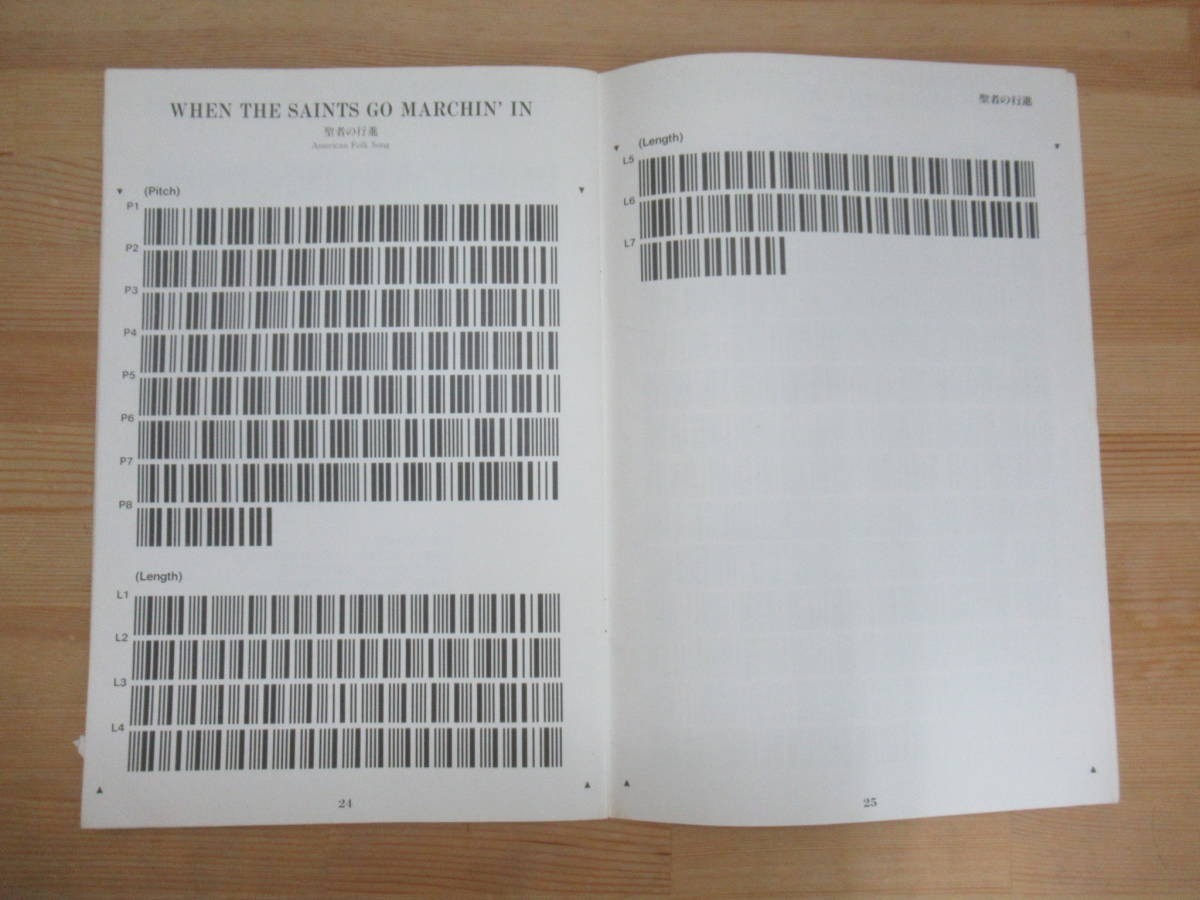 WHEN THE SAINTS GO MARCHIN' IN
聖者の行進
American Folk Song
(Pitch)
P1
P2
P3
P4
P5
P6
P7
P8
(Length)
L1
L2
L3
L4
24
聖者の行進
(Length)
L5
L6
L7
25